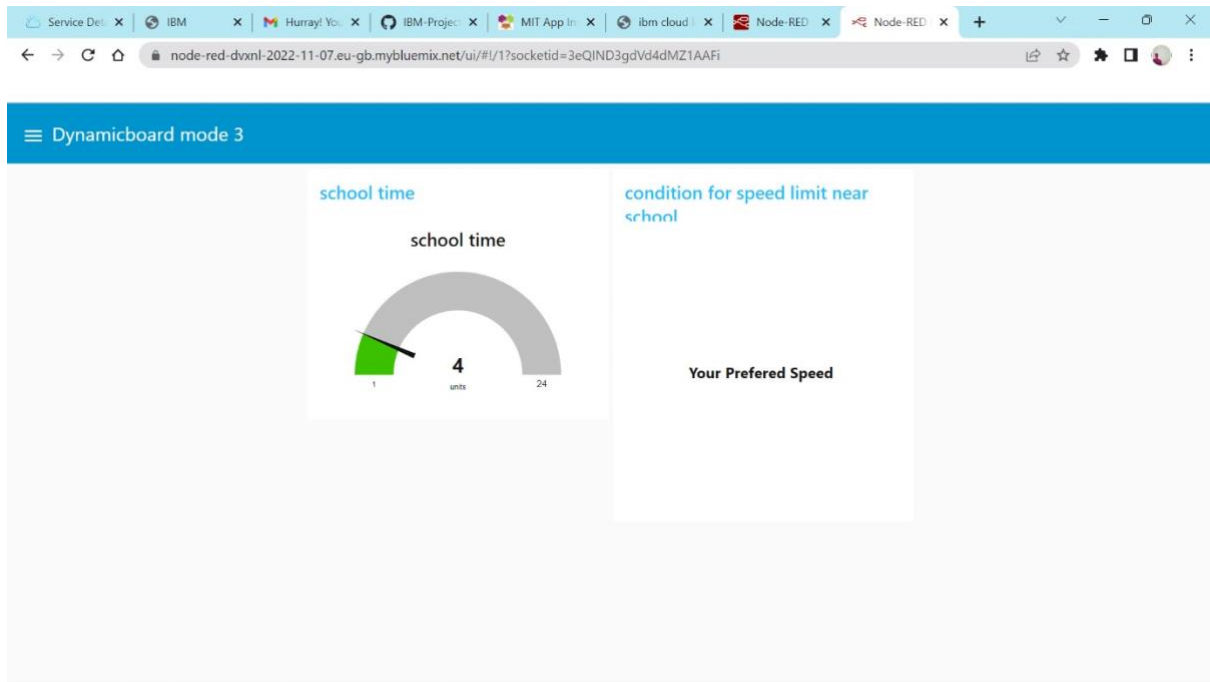 Service Det
IBM
Hurray! You
IBM-Project
MIT App In
ibm cloud
Node-RED
Node-RED
node-red-dvxnl-2022-11-07.eu-gb.mybluemix.net/ui/#!/1?socketid=3eQIND3gdVd4dMZ1AAFi
Dynamicboard mode 3
school time
condition for speed limit near
school
school time
4
units
1
24
Your Prefered Speed